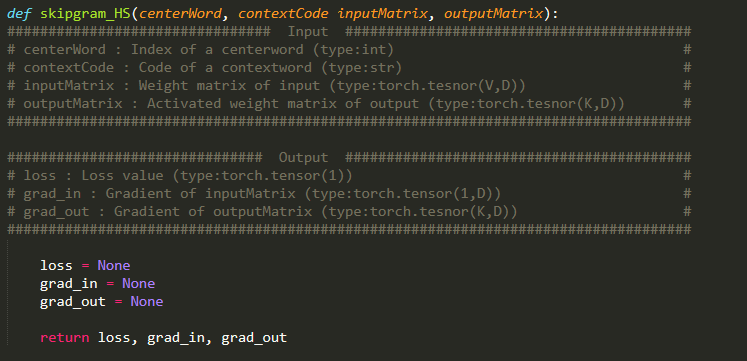 def skipgram_HS(centerWord, contextCode inputMatrix, outputMatrix):
################################ Input ##########################################
# centerWord : Index of a centerword (type:int) #
# contextCode : Code of a contextword (type:str) #
# inputMatrix : Weight matrix of input (type:torch.tesnor(V,D)) #
# outputMatrix : Activated weight matrix of output (type:torch.tesnor(K,D)) #
###################################################################################
############################### Output ##########################################
# loss : Loss value (type:torch.tensor(1)) #
# grad_in : Gradient of inputMatrix (type:torch.tensor(1,D)) #
# grad_out : Gradient of outputMatrix (type:torch.tesnor(K,D)) #
###################################################################################
loss = None
grad_in = None
grad_out = None
return loss, grad_in, grad_out